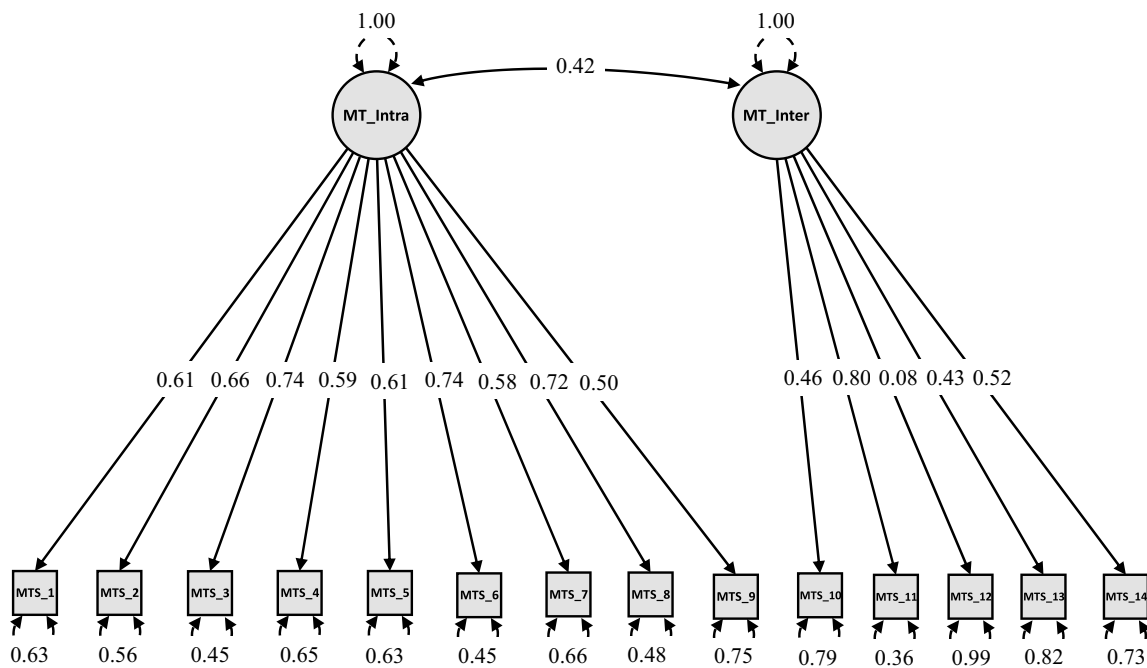 1.00 1.00
0.42
MT_Intra MT_Inter
0.61 0.66 0.74 0.59 0.61 0.74 0.58 0.72 0.50 0.46 0.80 0.08 0.43 0.52
MTS_1 MTS_2 MTS_3 MTS_4 MTS_5 MTS_6 MTS_7 MTS_8 MTS_9 MTS_10 MTS_11 MTS_12 MTS_13 MTS_14
0.63 0.56 0.45 0.65 0.63 0.45 0.66 0.48 0.75 0.79 0.36 0.99 0.82 0.73